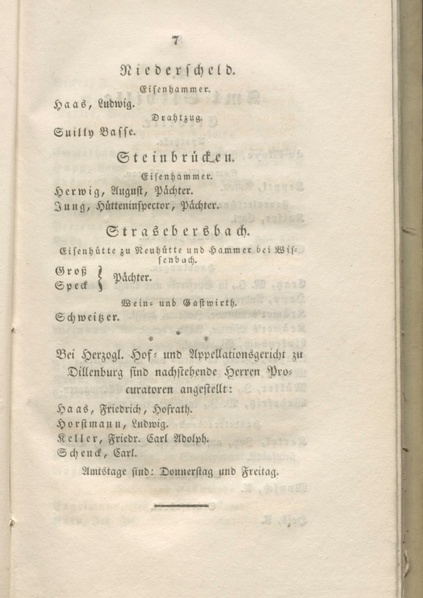 7
Niederscheld.
Eisenhammer.
Haas, Ludwig.
Drahtzug.
Suilly Basse.
Steinbrücken.
Eisenhammer.
Herwig, August, Pächter.
Jung, Hütteninspector, Pächter.
Strasebersbach.
Eisenhütte zu Neuhütte und Hammer bei Wis-
senbach.
Groß } Pächter.
Speck
Wein- und Gastwirth.
Schweitzer.
* * *
Bei Herzogl. Hof- und Appellationsgericht zu
Dillenburg sind nachstehende Herren Pro-
curatoren angestellt:
Haas, Friedrich, Hofrath.
Horstmann, Ludwig.
Keller, Friedr. Carl Adolph.
Schenck, Carl.
Amtstage sind: Donnerstag und Freitag.